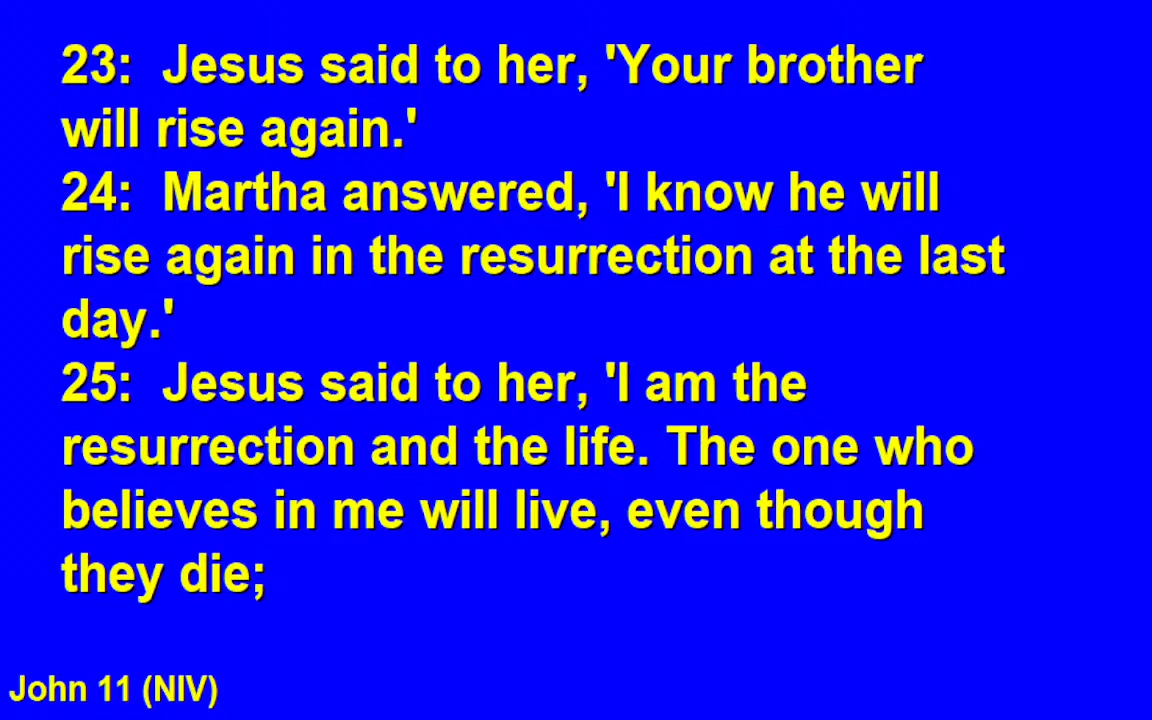 23:  Jesus said to her, 'Your brother
will rise again.'
24:  Martha answered, 'I know he will
rise again in the resurrection at the last
day.'
25:  Jesus said to her, 'I am the
resurrection and the life. The one who
believes in me will live, even though
they die;
John 11 (NIV)